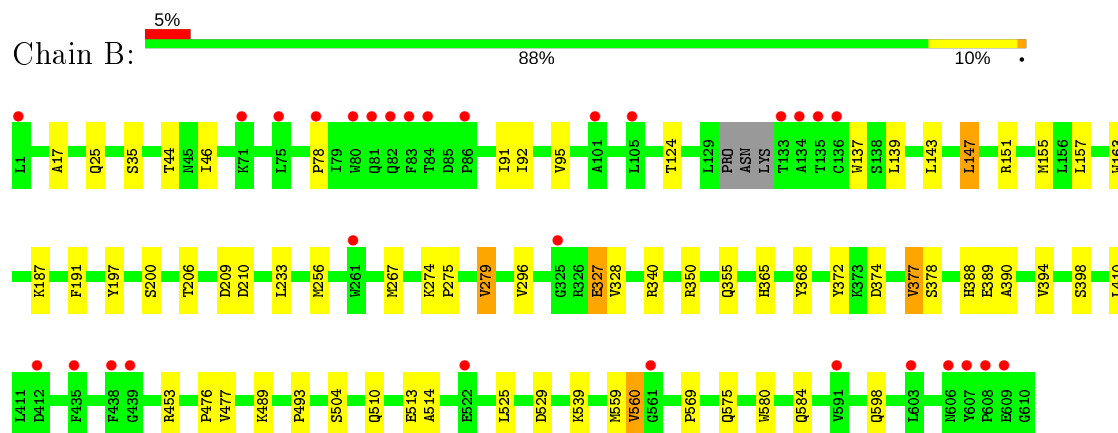 5%
Chain B:
88% 10% •
L1 A17 Q25 S35 T44 N45 I46 K71 L75 P78 I79 W80 Q81 Q82 F83 T84 D85 P86 I91 I92 V95 A101 L105 T124 L129 PRO ASN LYS T133 A134 T135 C136 W137 S138 L139 L143 L147 R151 M155 L156 L157 W163
K187 F191 Y197 S200 T206 D209 D210 L233 M256 W261 M267 K274 P275 V279 V296 G325 R326 E327 V328 R340 R350 Q355 H365 Y368 Y372 K373 D374 V377 S378 H388 E389 A390 V394 S398 L410
L411 D412 F435 F438 G439 R453 P476 V477 K489 P493 S504 Q510 E513 A514 E522 L525 D529 K539 M559 V560 G561 P569 Q575 W580 Q584 V591 Q598 L603 N606 Y607 P608 E609 G610